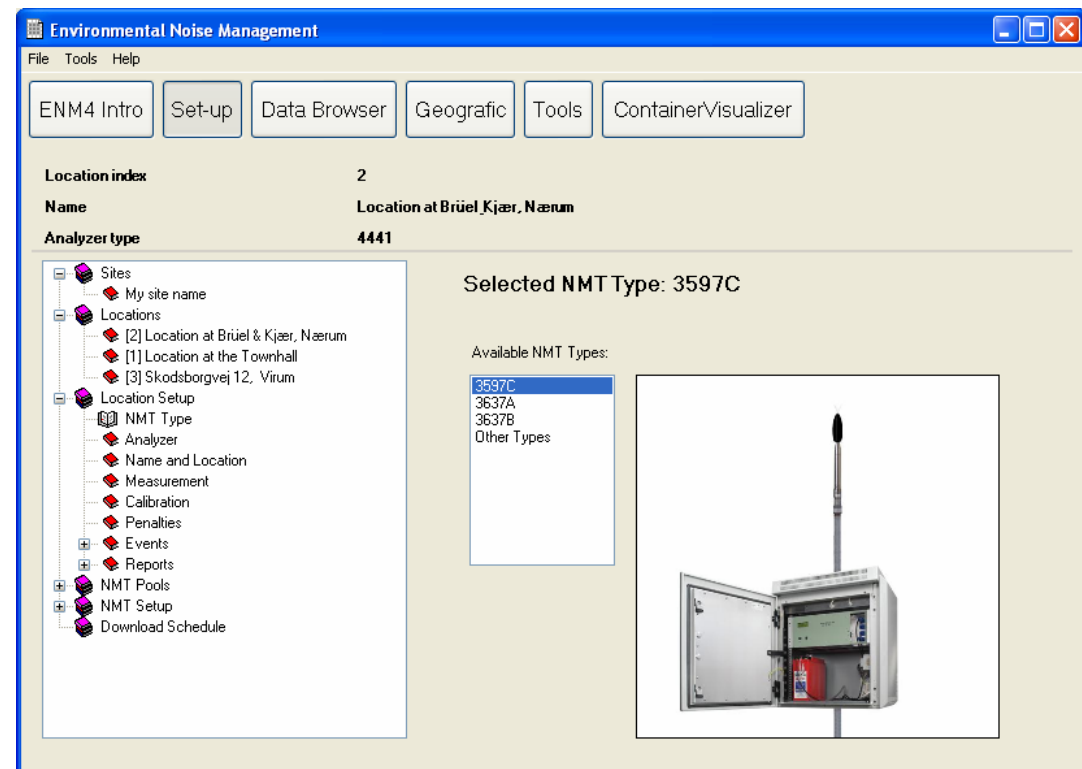 Environmental Noise Management
File Tools Help
ENM4 Intro Set-up Data Browser Geografic Tools ContainerVisualizer
Location index 2
Name Location at Brüel_Kjær, Nærum
Analyzer type 4441
Sites
My site name
Locations
[2] Location at Brüel & Kjær, Nærum
[1] Location at the Townhall
[3] Skodsborgvej 12, Virum
Location Setup
NMT Type
Analyzer
Name and Location
Measurement
Calibration
Penalties
Events
Reports
NMT Pools
NMT Setup
Download Schedule
Selected NMT Type: 3597C
Available NMT Types:
3597C
3637A
3637B
Other Types